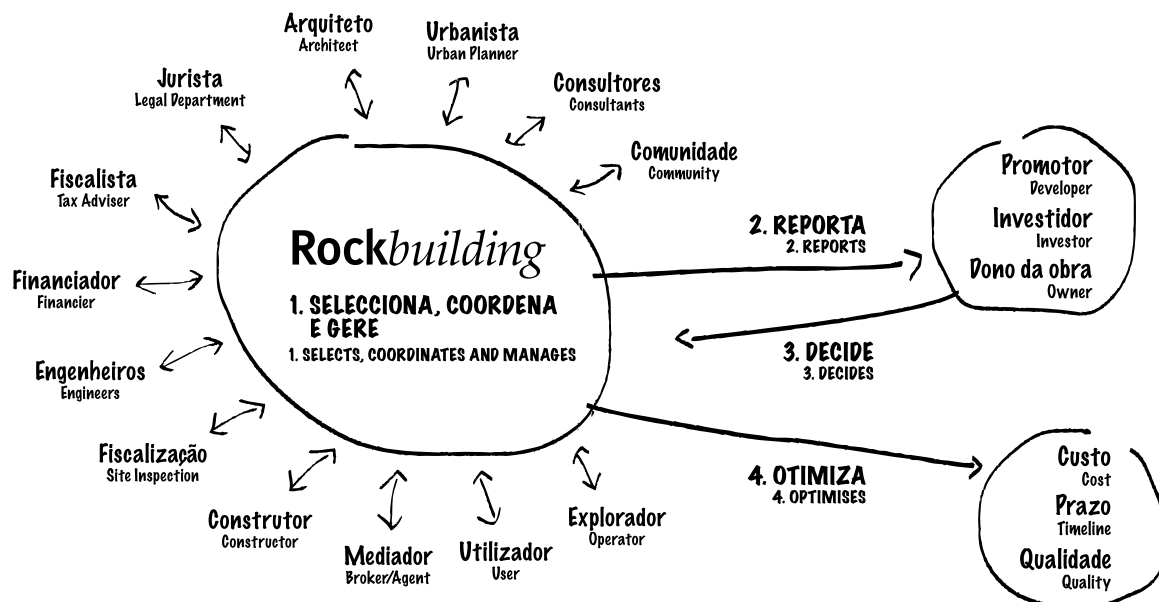 Arquiteto
Architect
Urbanista
Urban Planner
Consultores
Consultants
Jurista
Legal Department
Comunidade
Community
Fiscalista
Tax Adviser
Financiador
Financier
Engenheiros
Engineers
Fiscalização
Site Inspection
Construtor
Constructor
Mediador
Broker/Agent
Utilizador
User
Explorador
Operator
Rockbuilding
1. SELECCIONA, COORDENA
E GERE
1. SELECTS, COORDINATES AND MANAGES
2. REPORTA
2. REPORTS
Promotor
Developer
Investidor
Investor
Dono da obra
Owner
3. DECIDE
3. DECIDES
4. OTIMIZA
4. OPTIMISES
Custo
Cost
Prazo
Timeline
Qualidade
Quality